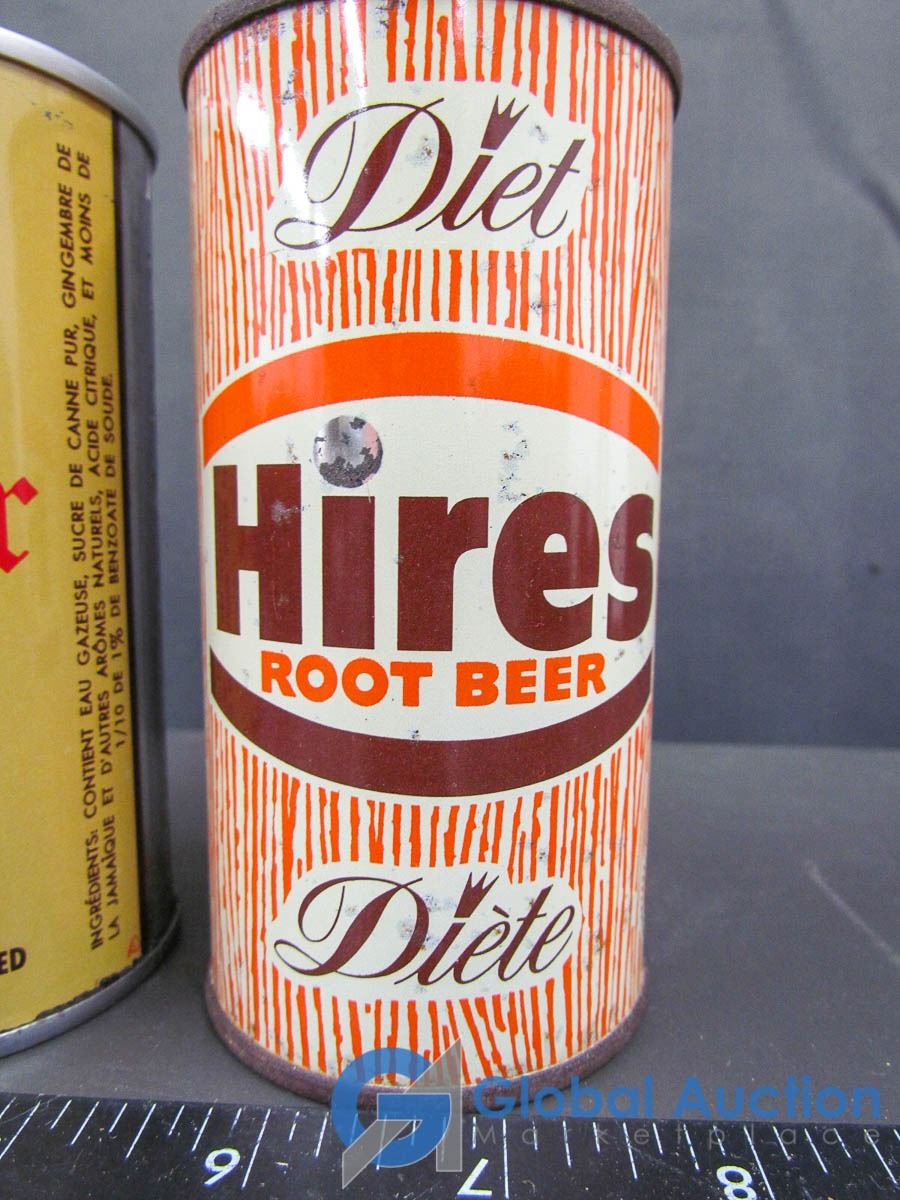 Diet
Hires
ROOT BEER
Diète
INGRÉDIENTS: CONTIENT EAU GAZEUSE, SUCRE DE CANNE PUR, GINGEMBRE DE
LA JAMAÏQUE ET D'AUTRES ARÔMES NATURELS, ACIDE CITRIQUE, ET MOINS DE
1/10 DE 1% DE BENZOATE DE SOUDE.
r
ED
Global Auction
Marketplace
6 7 8